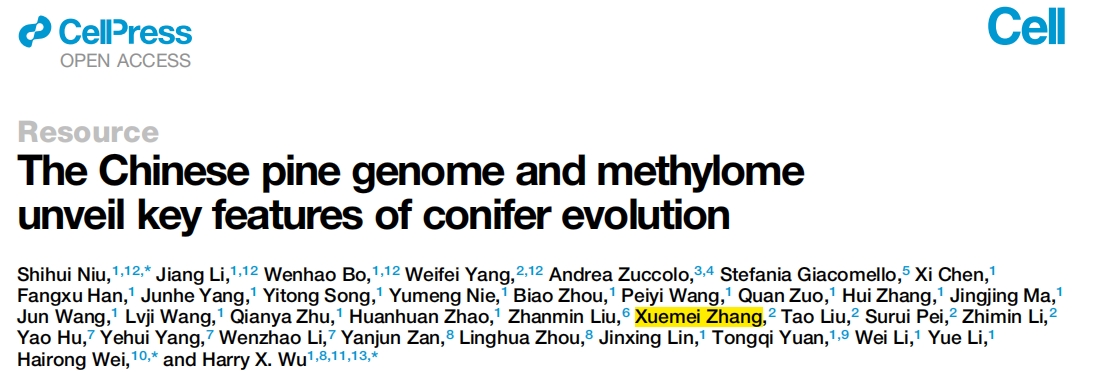 CellPress
OPEN ACCESS
Cell
Resource
The Chinese pine genome and methylome
unveil key features of conifer evolution
Shihui Niu,1,12,* Jiang Li,1,12 Wenhao Bo,1,12 Weifei Yang,2,12 Andrea Zuccolo,3,4 Stefania Giacomello,5 Xi Chen,1
Fangxu Han,1 Junhe Yang,1 Yitong Song,1 Yumeng Nie,1 Biao Zhou,1 Peiyi Wang,1 Quan Zuo,1 Hui Zhang,1 Jingjing Ma,1
Jun Wang,1 Lvji Wang,1 Qianya Zhu,1 Huanhuan Zhao,1 Zhanmin Liu,6 Xuemei Zhang,2 Tao Liu,2 Surui Pei,2 Zhimin Li,2
Yao Hu,7 Yehui Yang,7 Wenzhao Li,7 Yanjun Zan,8 Linghua Zhou,8 Jinxing Lin,1 Tongqi Yuan,1,9 Wei Li,1 Yue Li,1
Hairong Wei,10,* and Harry X. Wu1,8,11,13,*